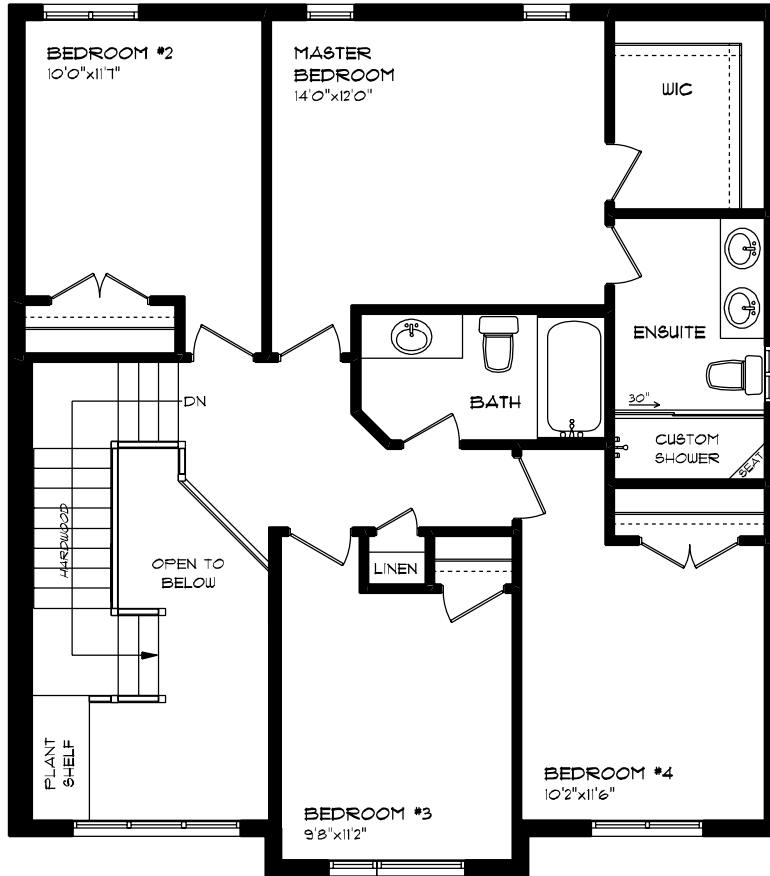 BEDROOM #2
10'0"x11'7"
MASTER
BEDROOM
14'0"x12'0"
WIC
ENSUITE
BATH
30"
CUSTOM
SHOWER
SEAT
DN
HARDWOOD
OPEN TO
BELOW
LINEN
PLANT
SHELF
BEDROOM #3
9'8"x11'2"
BEDROOM #4
10'2"x11'6"